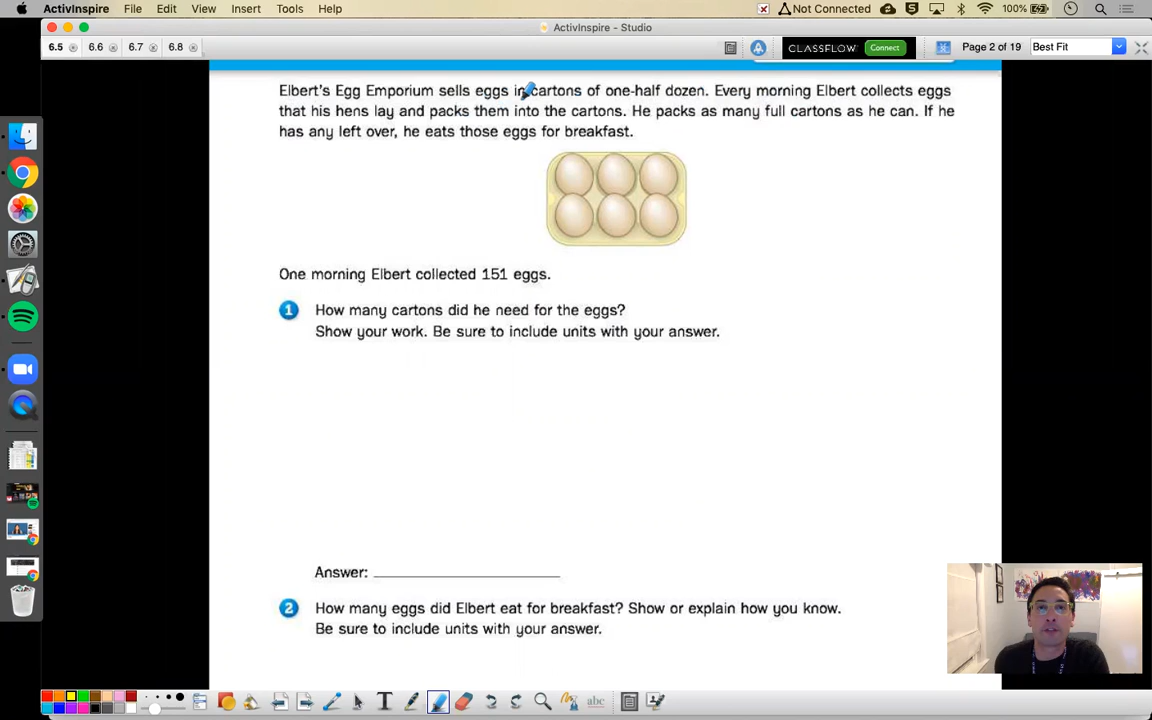 ActivInspire File Edit View Insert Tools Help Not Connected 100%
ActivInspire - Studio
6.5 6.6 6.7 6.8 CLASSFLOW Connect Page 2 of 19 Best Fit
Elbert's Egg Emporium sells eggs in cartons of one-half dozen. Every morning Elbert collects eggs
that his hens lay and packs them into the cartons. He packs as many full cartons as he can. If he
has any left over, he eats those eggs for breakfast.
One morning Elbert collected 151 eggs.
1 How many cartons did he need for the eggs?
Show your work. Be sure to include units with your answer.
Answer:
2 How many eggs did Elbert eat for breakfast? Show or explain how you know.
Be sure to include units with your answer.
T abc